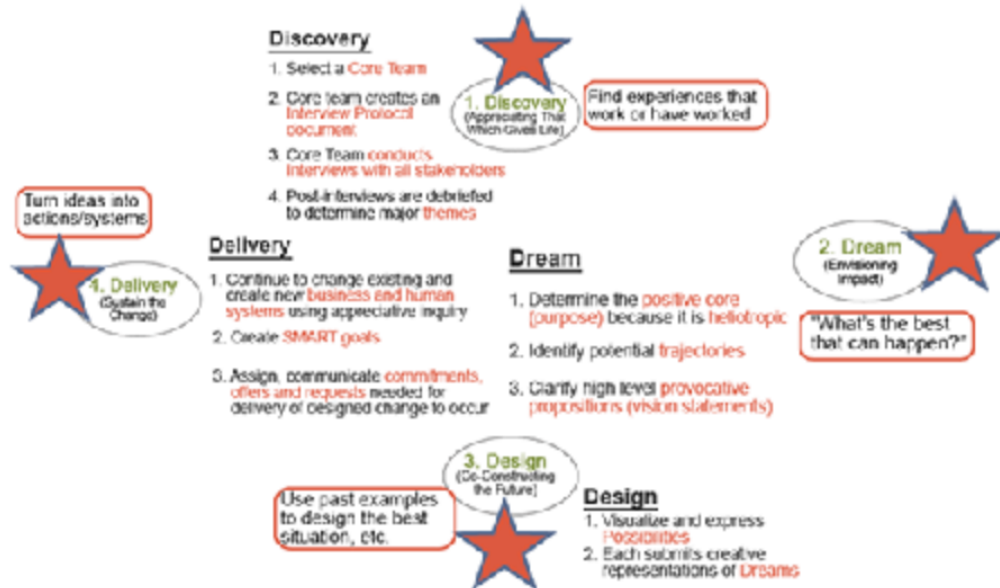 Discovery
1. Select a Core Team
2. Core team creates an
Interview Protocol
document
3. Core Team conducts
Interviews with all stakeholders
4. Post-interviews are debriefed
to determine major themes
1. Discovery
(Appreciating That
Which Gives Life)
Find experiences that
work or have worked
Turn ideas into
actions/systems
4. Delivery
(Sustain the
Change)
Delivery
1. Continue to change existing and
create new business and human
systems using appreciative inquiry
2. Create SMART goals
3. Assign, communicate commitments,
offers and requests needed for
delivery of designed change to occur
Dream
1. Determine the positive core
(purpose) because it is heliotropic
2. Identify potential trajectories
3. Clarify high level provocative
propositions (vision statements)
2. Dream
(Envisioning
Impact)
"What's the best
that can happen?"
3. Design
(Co-Constructing
the Future)
Use past examples
to design the best
situation, etc.
Design
1. Visualize and express
Possibilities
2. Each submits creative
representations of Dreams